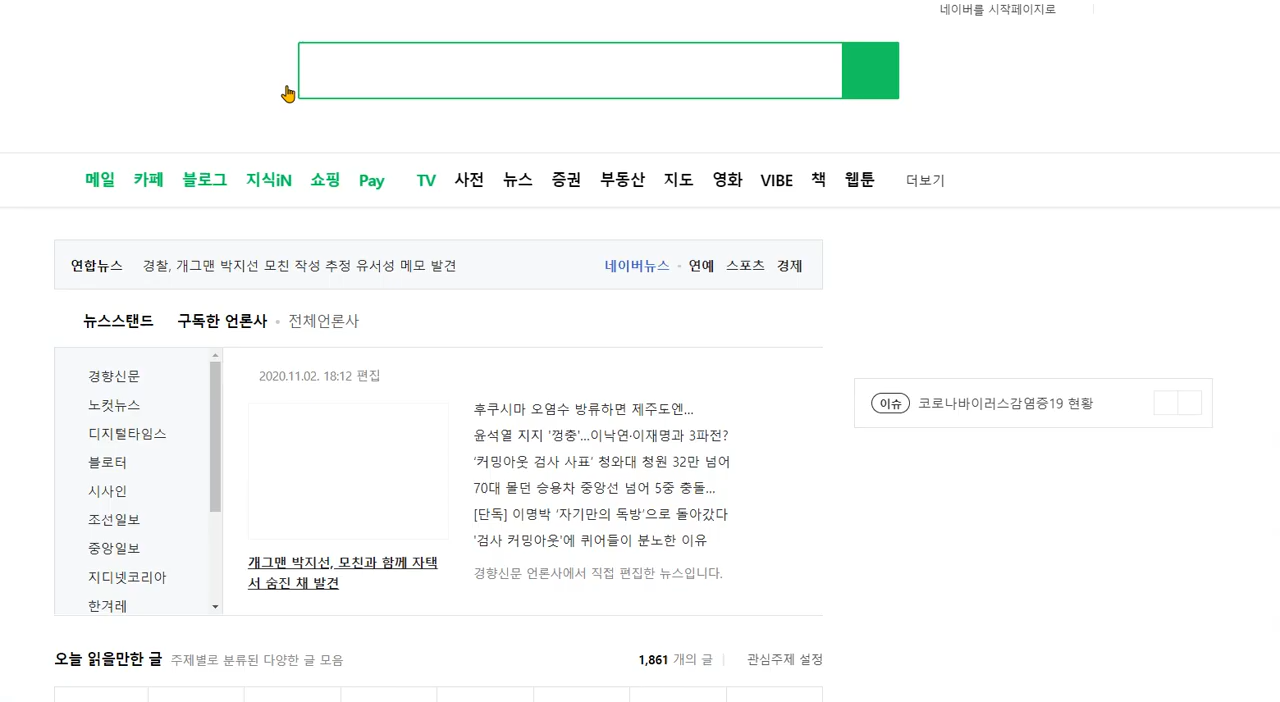 네이버를 시작페이지로
메일 카페 블로그 지식iN 쇼핑 Pay TV 사전 뉴스 증권 부동산 지도 영화 VIBE 책 웹툰 더보기
연합뉴스 경찰, 개그맨 박지선 모친 작성 추정 유서성 메모 발견 네이버뉴스 연예 스포츠 경제
뉴스스탠드 구독한 언론사 전체언론사
경향신문
노컷뉴스
디지털타임스
블로터
시사인
조선일보
중앙일보
지디넷코리아
한겨레
2020.11.02. 18:12 편집
개그맨 박지선, 모친과 함께 자택
서 숨진 채 발견
후쿠시마 오염수 방류하면 제주도엔...
윤석열 지지 '껑충'...이낙연·이재명과 3파전?
‘커밍아웃 검사 사표’ 청와대 청원 32만 넘어
70대 몰던 승용차 중앙선 넘어 5중 충돌...
[단독] 이명박 ‘자기만의 독방’으로 돌아갔다
'검사 커밍아웃'에 퀴어들이 분노한 이유
경향신문 언론사에서 직접 편집한 뉴스입니다.
이슈 코로나바이러스감염증19 현황
오늘 읽을만한 글 주제별로 분류된 다양한 글 모음 1,861 개의 글 관심주제 설정